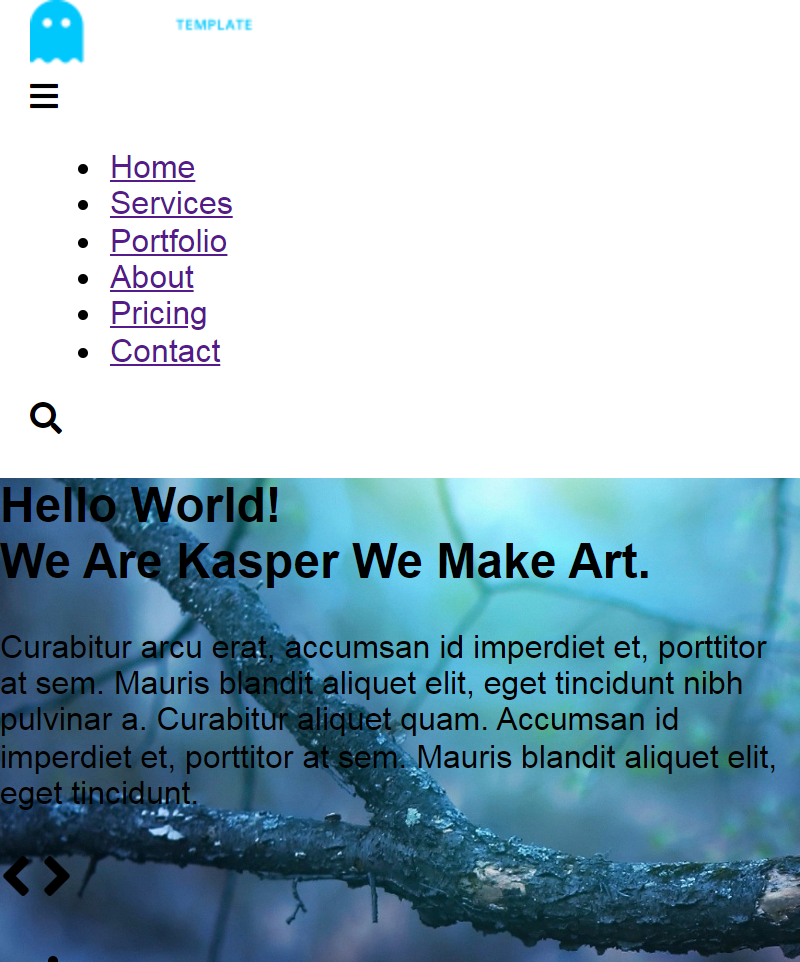 TEMPLATE
Home
Services
Portfolio
About
Pricing
Contact
Hello World!
We Are Kasper We Make Art.
Curabitur arcu erat, accumsan id imperdiet et, porttitor
at sem. Mauris blandit aliquet elit, eget tincidunt nibh
pulvinar a. Curabitur aliquet quam. Accumsan id
imperdiet et, porttitor at sem. Mauris blandit aliquet elit,
eget tincidunt.